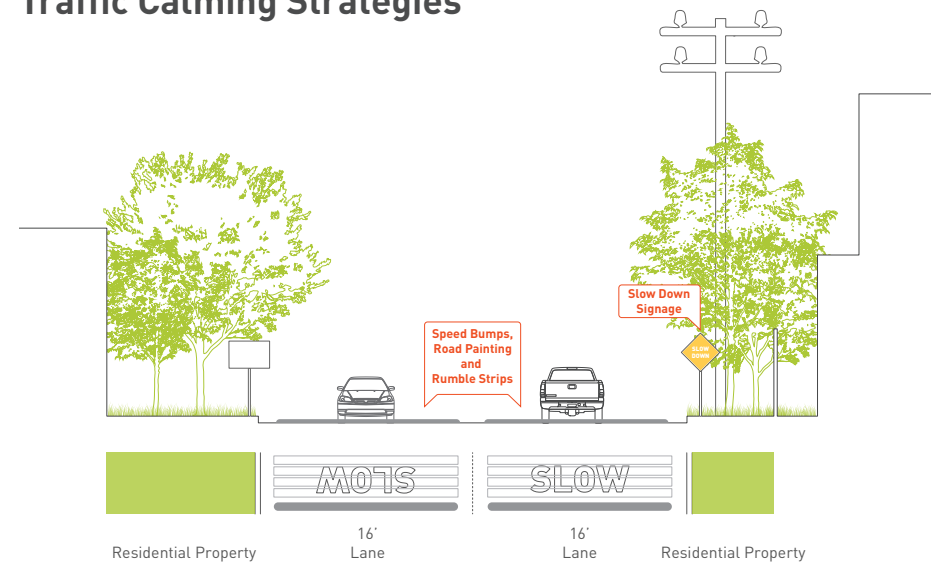 Traffic Calming Strategies
Slow Down
Signage
Speed Bumps,
Road Painting
and
Rumble Strips
SLOW
DOWN
SLOW
SLOW
16′
Lane
16′
Lane
Residential Property
Residential Property